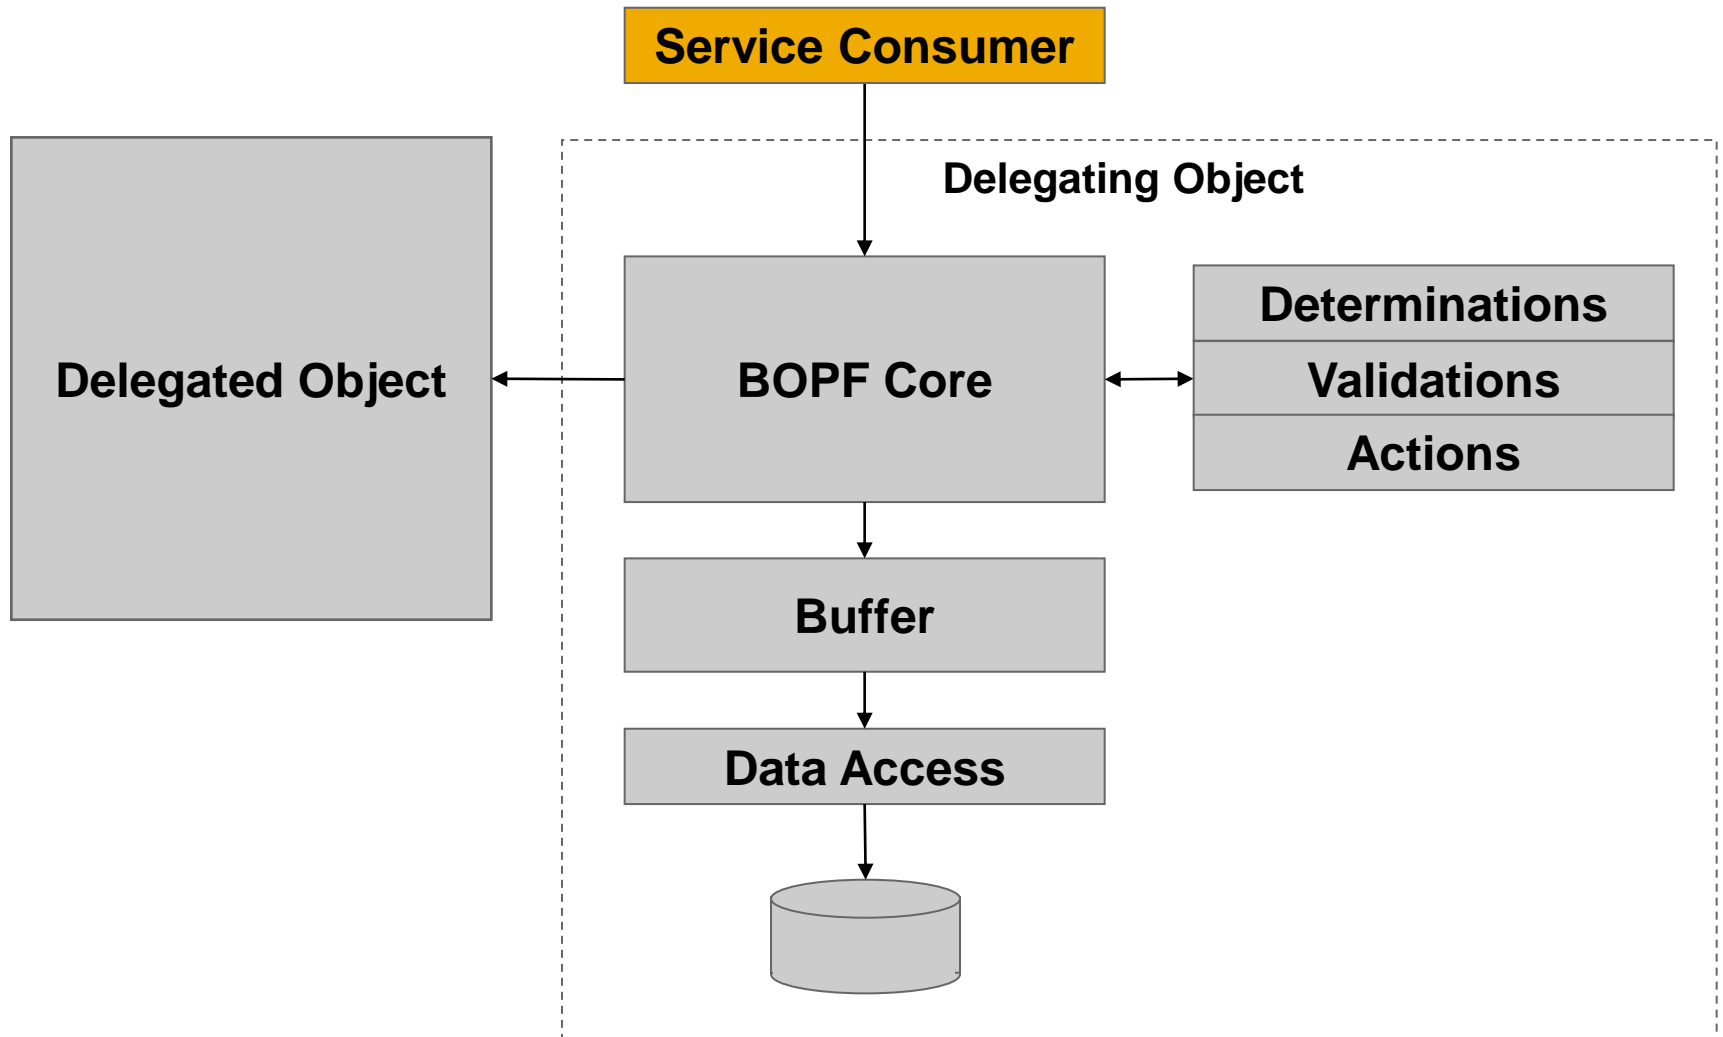 Service Consumer
Delegating Object
Delegated Object
BOPF Core
Determinations
Validations
Actions
Buffer
Data Access